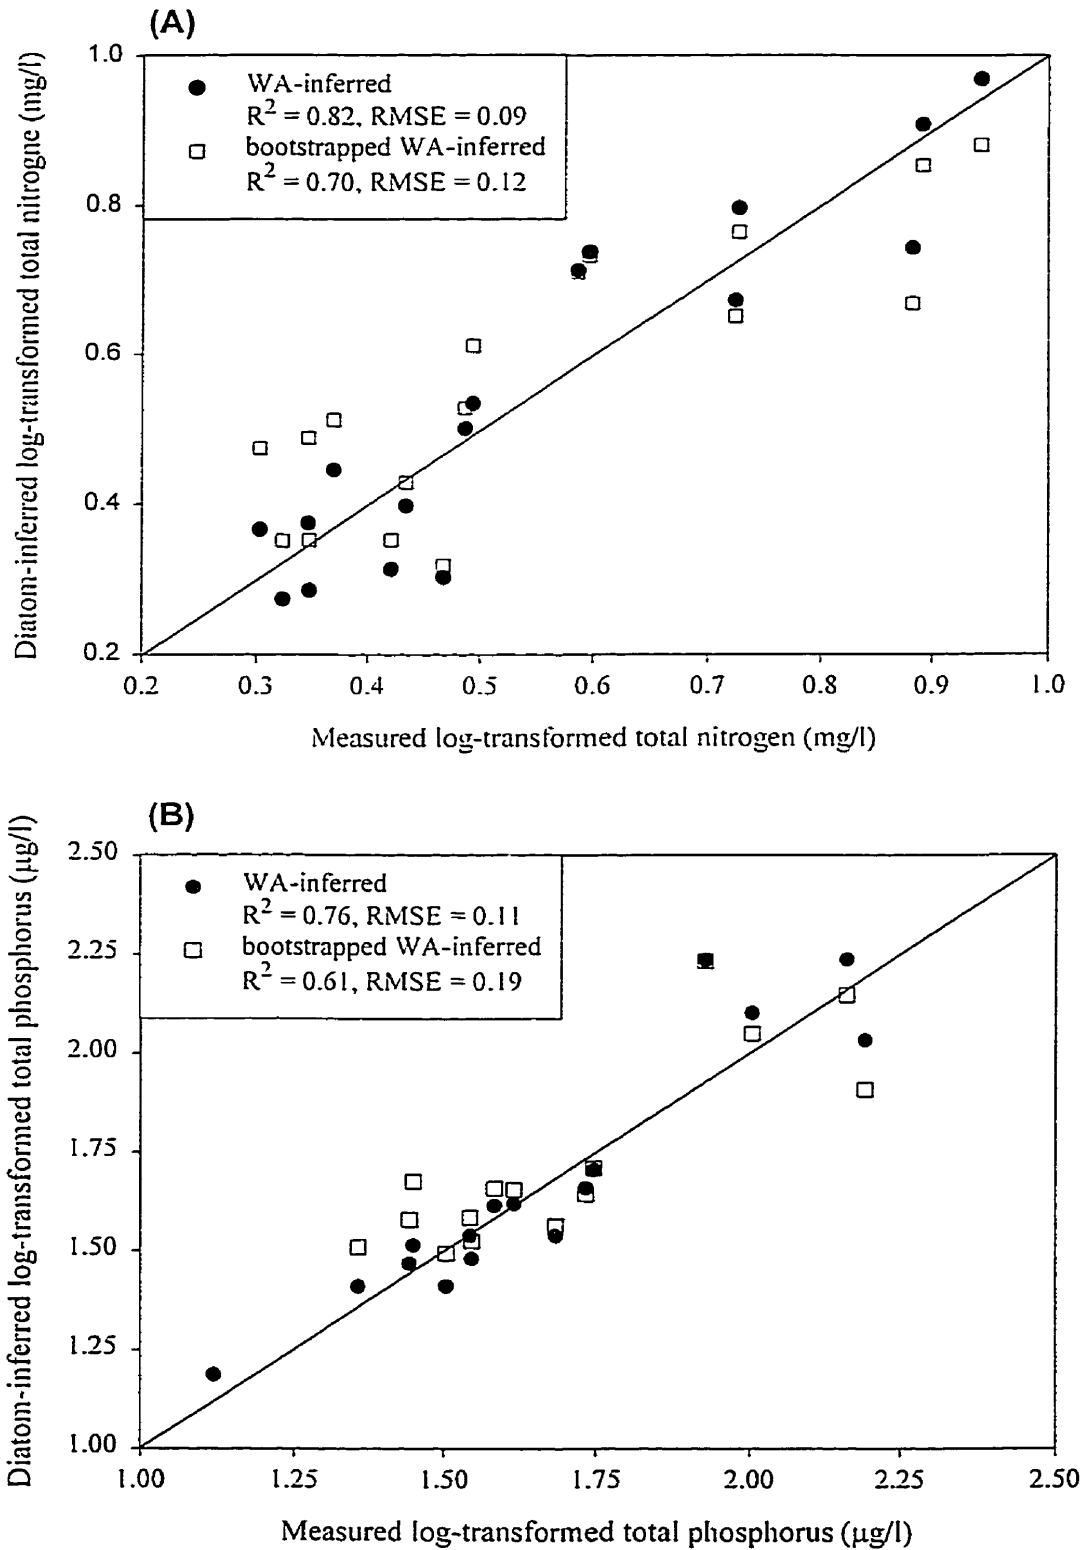 (A)
Diatom-inferred log-transformed total nitrogne (mg/l)
1.0
0.8
0.6
0.4
0.2
WA-inferred
R² = 0.82, RMSE = 0.09
bootstrapped WA-inferred
R² = 0.70, RMSE = 0.12
0.2 0.3 0.4 0.5 0.6 0.7 0.8 0.9 1.0
Measured log-transformed total nitrogen (mg/l)
(B)
Diatom-inferred log-transformed total phosphorus (µg/l)
2.50
2.25
2.00
1.75
1.50
1.25
1.00
WA-inferred
R² = 0.76, RMSE = 0.11
bootstrapped WA-inferred
R² = 0.61, RMSE = 0.19
1.00 1.25 1.50 1.75 2.00 2.25 2.50
Measured log-transformed total phosphorus (µg/l)